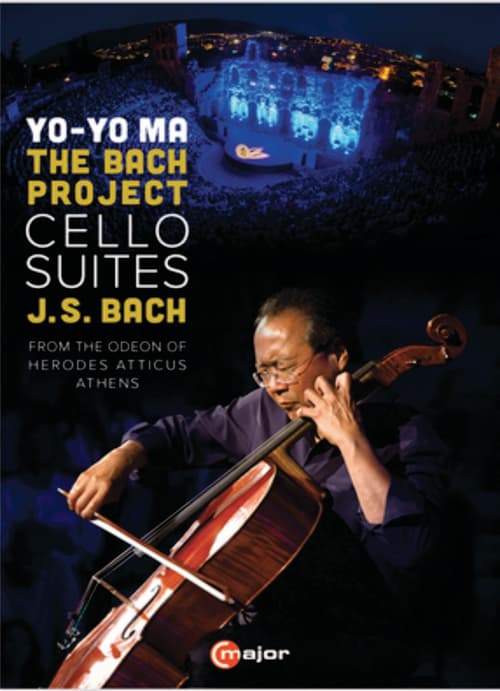 YO-YO MA
THE BACH
PROJECT
CELLO
SUITES
J.S. BACH
FROM THE ODEON OF
HERODES ATTICUS
ATHENS
C major